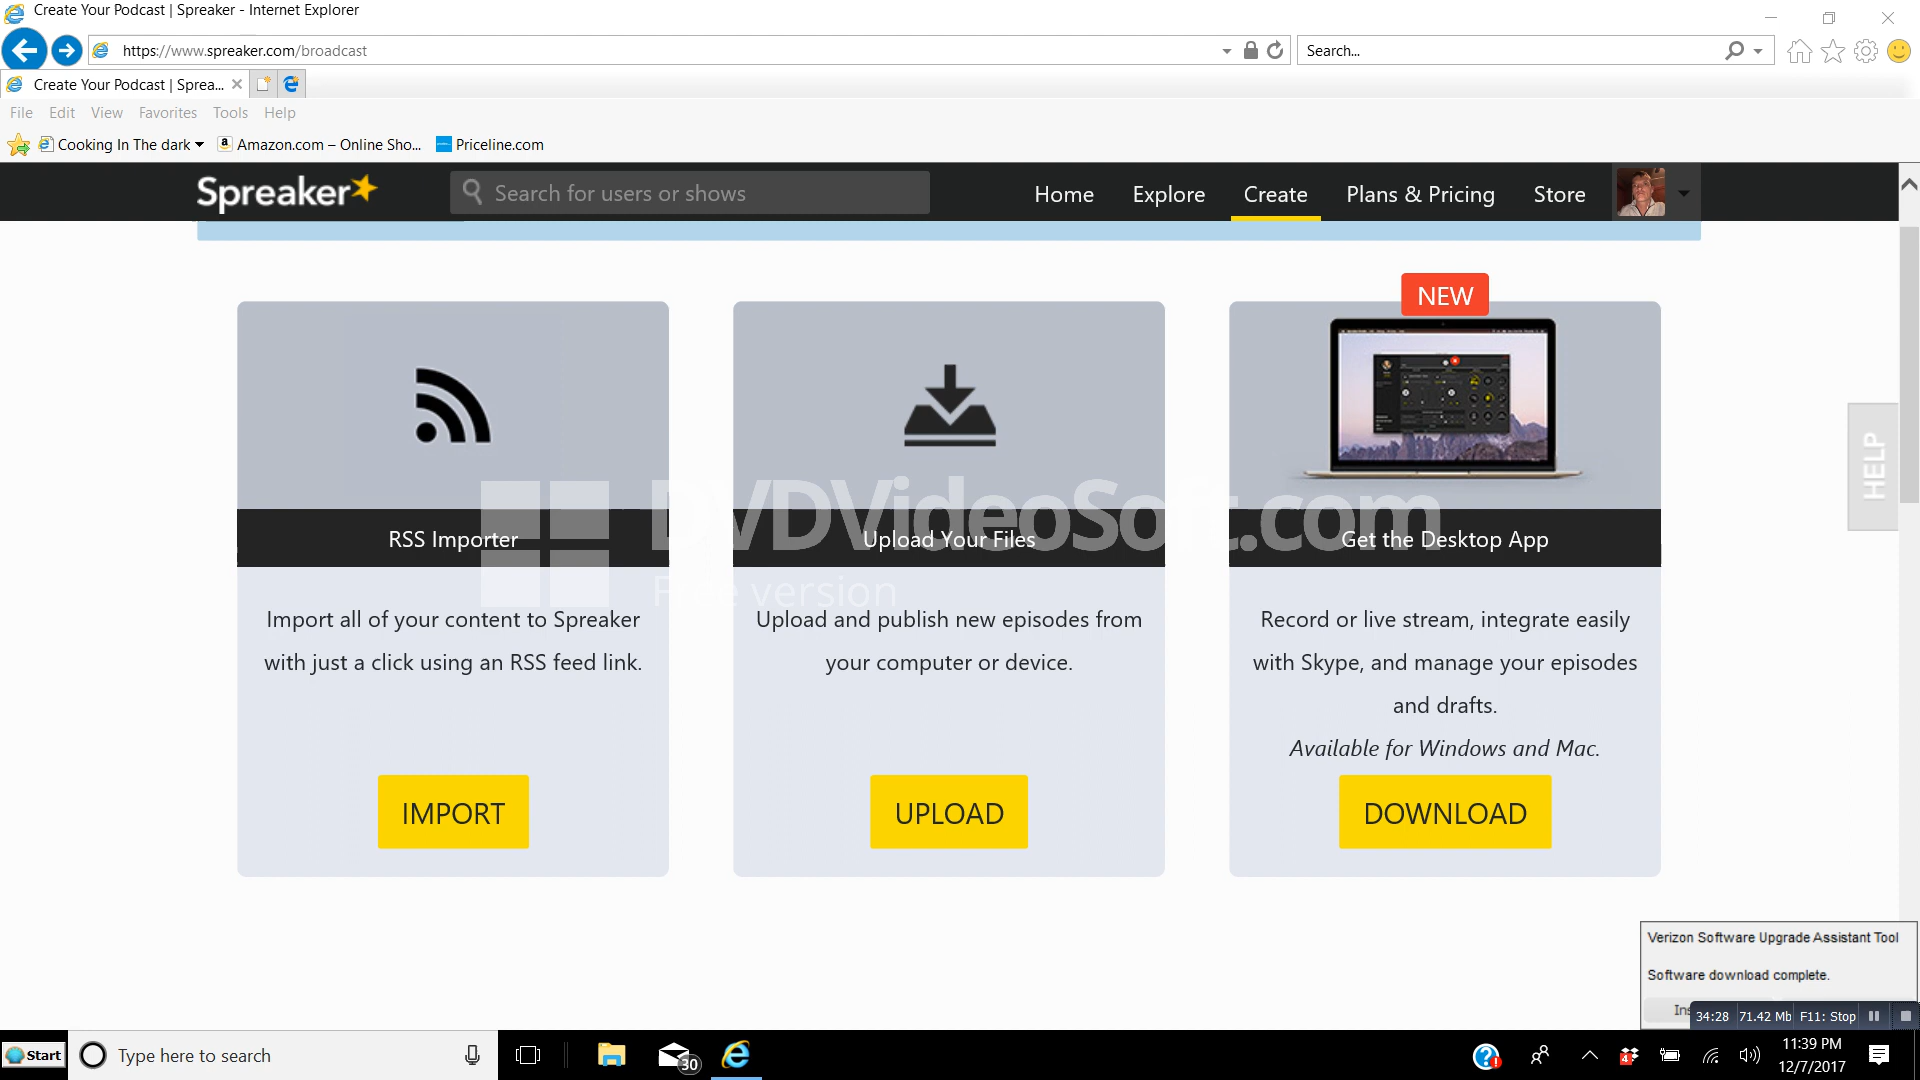 Create Your Podcast | Spreaker - Internet Explorer
https://www.spreaker.com/broadcast
Search...
Create Your Podcast | Sprea...
File Edit View Favorites Tools Help
Cooking In The dark
Amazon.com – Online Sho...
Priceline.com
Spreaker
Search for users or shows
Home Explore Create Plans & Pricing Store
NEW
HELP
DVDVideoSoft.com
Free version
RSS Importer
Import all of your content to Spreaker
with just a click using an RSS feed link.
IMPORT
Upload Your Files
Upload and publish new episodes from
your computer or device.
UPLOAD
Get the Desktop App
Record or live stream, integrate easily
with Skype, and manage your episodes
and drafts.
Available for Windows and Mac.
DOWNLOAD
Verizon Software Upgrade Assistant Tool
Software download complete.
34:28 71.42 Mb F11: Stop
Start
Type here to search
30
4
11:39 PM
12/7/2017